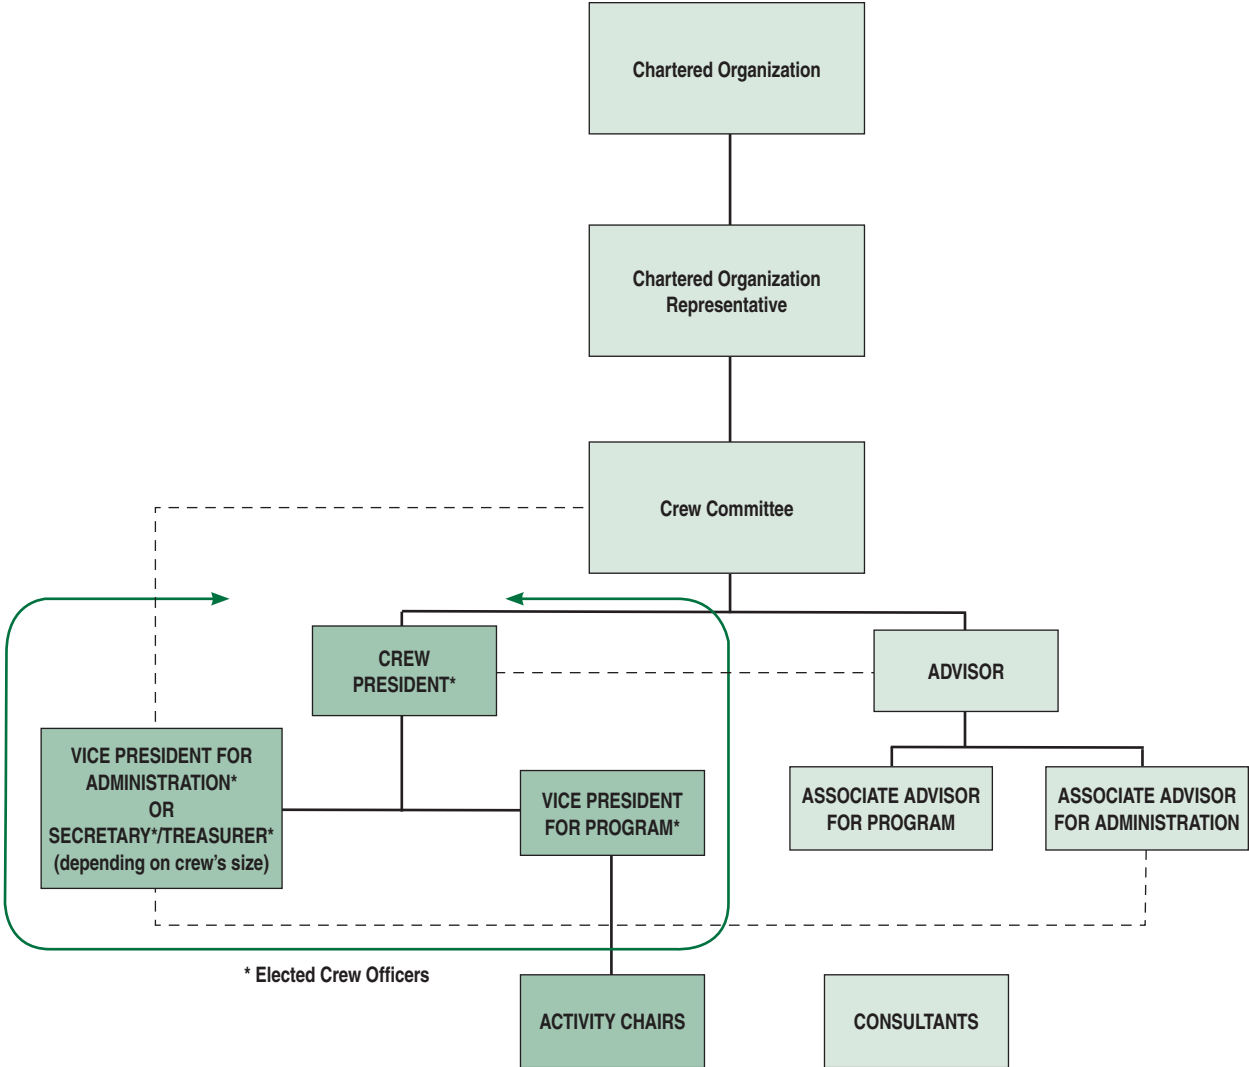 Chartered Organization
Chartered Organization
Representative
Crew Committee
CREW
PRESIDENT*
ADVISOR
VICE PRESIDENT FOR
ADMINISTRATION*
OR
SECRETARY*/TREASURER*
(depending on crew’s size)
VICE PRESIDENT
FOR PROGRAM*
ASSOCIATE ADVISOR
FOR PROGRAM
ASSOCIATE ADVISOR
FOR ADMINISTRATION
* Elected Crew Officers
ACTIVITY CHAIRS
CONSULTANTS